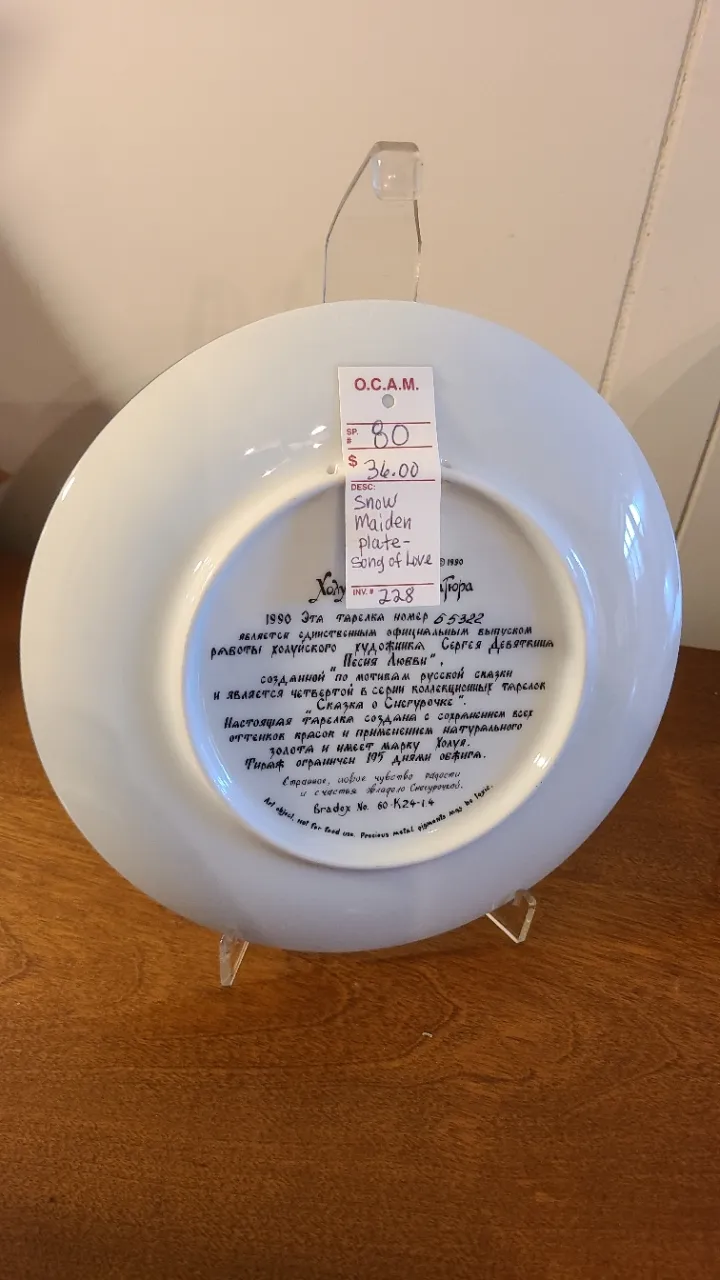 O.C.A.M.
SP. # 80
$ 36.00
DESC:
Snow
Maiden
plate-
Song of Love
INV. # 228
© 1990
1990 Эта тарелка номер 65322
является единственным официальным выпуском
работы холуйского художника Сергея Девяткина
"Песня Любви",
созданной по мотивам русской сказки
и является четвертой в серии коллекционных тарелок
"Сказка о Снегурочке".
Настоящая тарелка создана с сохранением всех
оттенков красок и применением натурального
золота и имеет марку Холуя.
Тираж ограничен 195 днями обжига.
Странное, новое чувство радости
и счастья овладело Снегурочкой.
Bradex No. 60-K24-1.4
Art object, not for food use. Precious metal pigments may be toxic.